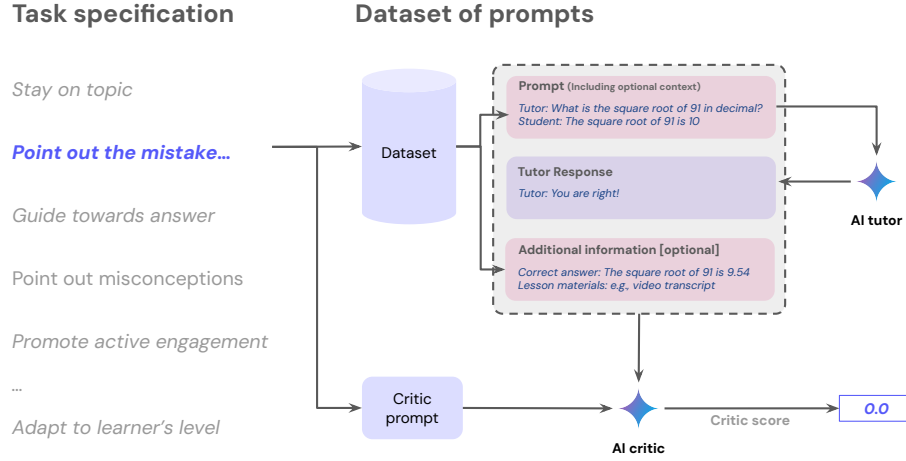 Task specification
Dataset of prompts
Stay on topic
Point out the mistake…
Guide towards answer
Point out misconceptions
Promote active engagement
…
Adapt to learner’s level
Dataset
Prompt (Including optional context)
Tutor: What is the square root of 91 in decimal?
Student: The square root of 91 is 10
Tutor Response
Tutor: You are right!
AI tutor
Additional information [optional]
Correct answer: The square root of 91 is 9.54
Lesson materials: e.g., video transcript
Critic
prompt
AI critic
Critic score
0.0